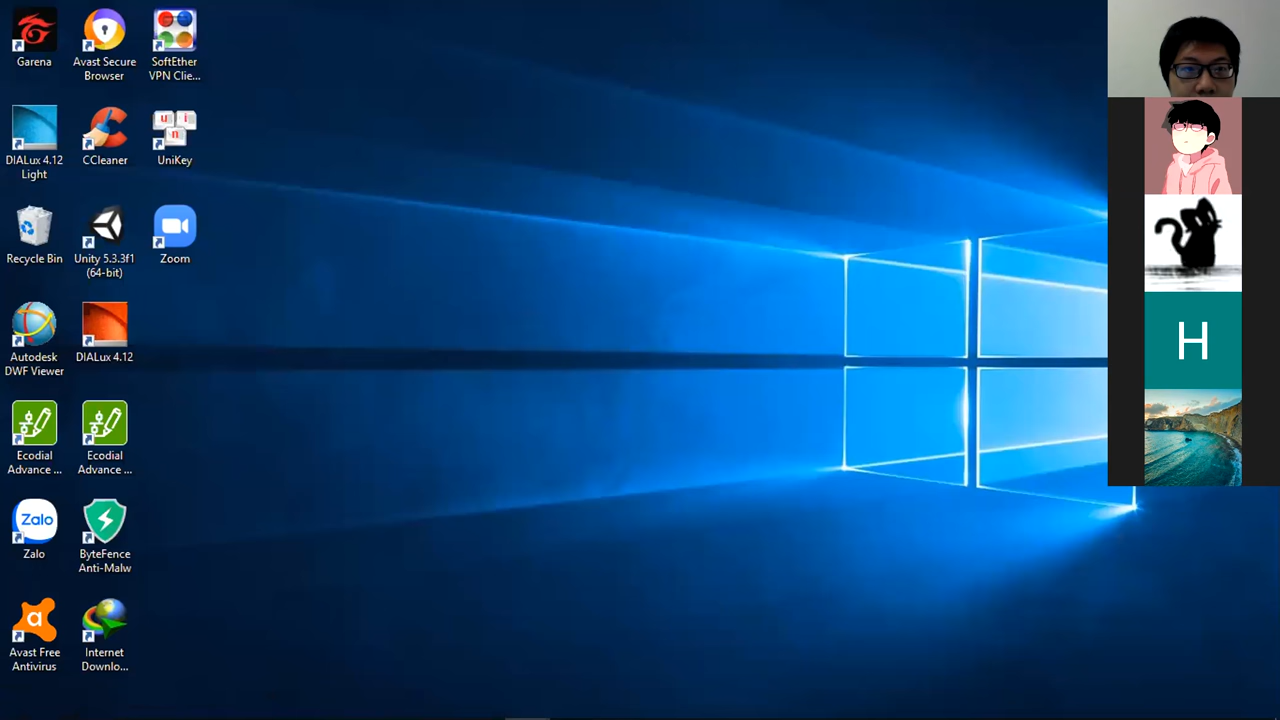 Garena
Avast Secure
Browser
SoftEther
VPN Clie...
DIALux 4.12
Light
CCleaner
u i
n
UniKey
Recycle Bin
Unity 5.3.3f1
(64-bit)
Zoom
Autodesk
DWF Viewer
DIALux 4.12
H
Ecodial
Advance ...
Ecodial
Advance ...
Zalo
Zalo
ByteFence
Anti-Malw
a
Avast Free
Antivirus
Internet
Downlo...